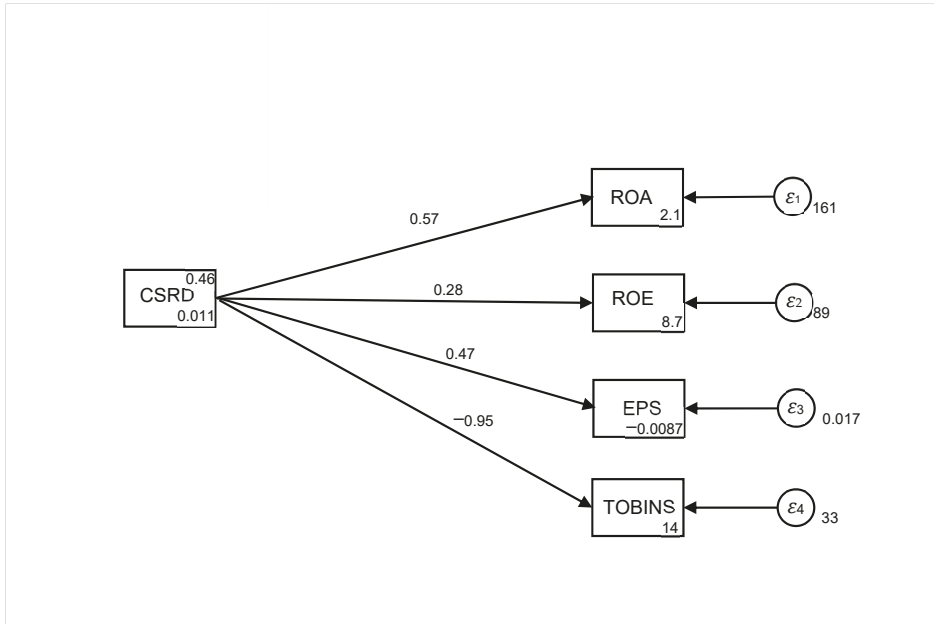 ROA
2.1
ε1
161
0.57
0.46
CSRD
0.011
0.28
ROE
8.7
ε2
89
0.47
EPS
−0.0087
ε3
0.017
−0.95
TOBINS
14
ε4
33